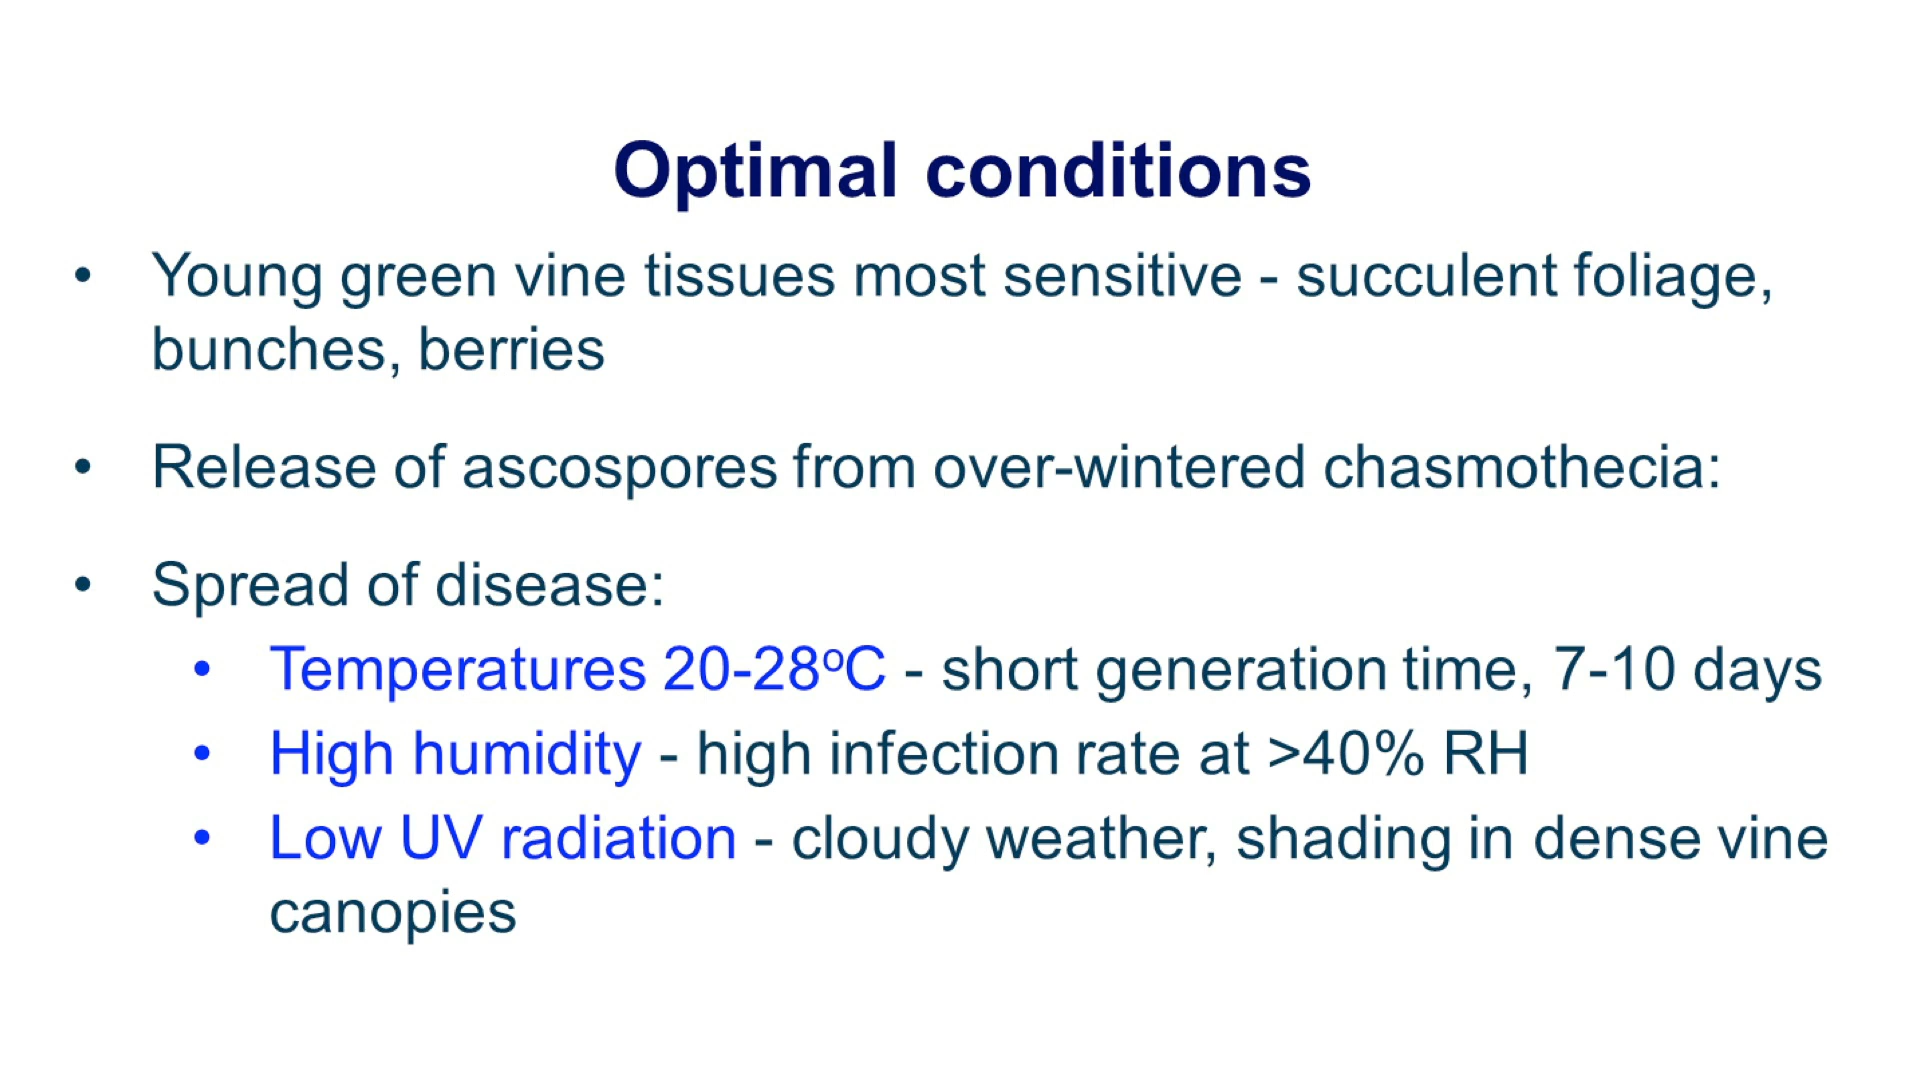 Optimal conditions
• Young green vine tissues most sensitive - succulent foliage,
bunches, berries
• Release of ascospores from over-wintered chasmothecia:
• Spread of disease:
• Temperatures 20-28ºC - short generation time, 7-10 days
• High humidity - high infection rate at >40% RH
• Low UV radiation - cloudy weather, shading in dense vine
canopies